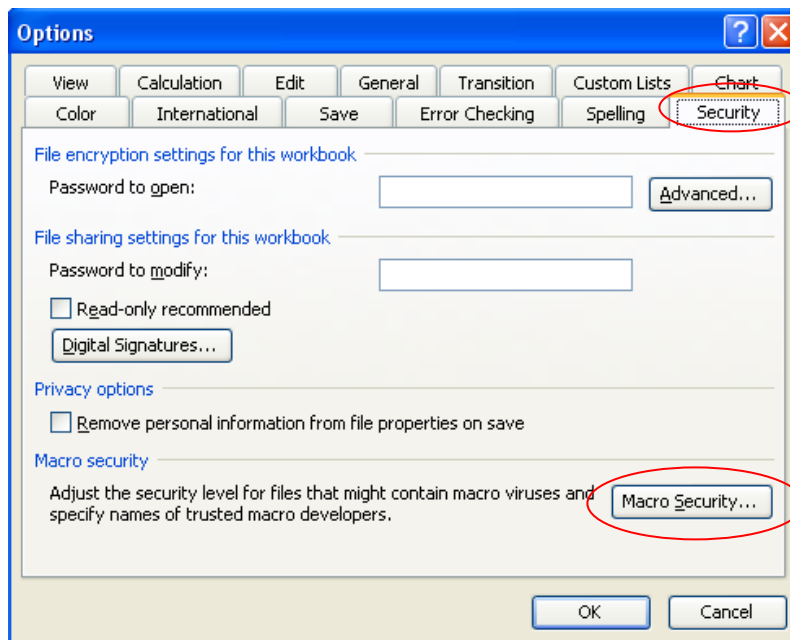 Options
?
View Calculation Edit General Transition Custom Lists Chart
Color International Save Error Checking Spelling Security
File encryption settings for this workbook
Password to open:
Advanced...
File sharing settings for this workbook
Password to modify:
Read-only recommended
Digital Signatures...
Privacy options
Remove personal information from file properties on save
Macro security
Adjust the security level for files that might contain macro viruses and
specify names of trusted macro developers.
Macro Security...
OK Cancel